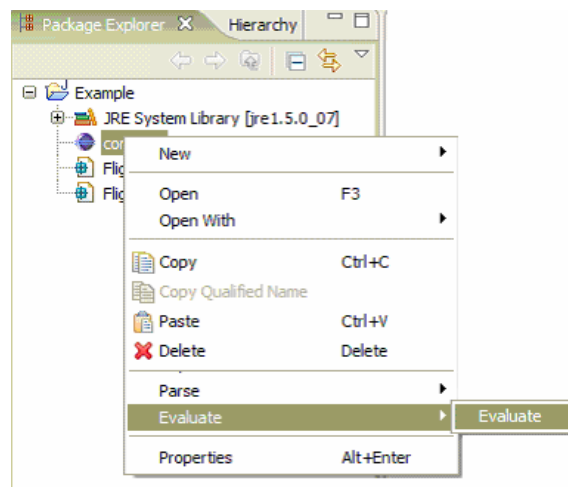 Package Explorer Hierarchy
Example
JRE System Library [jre1.5.0_07]
New
Open F3
Open With
Copy Ctrl+C
Copy Qualified Name
Paste Ctrl+V
Delete Delete
Parse
Evaluate Evaluate
Properties Alt+Enter